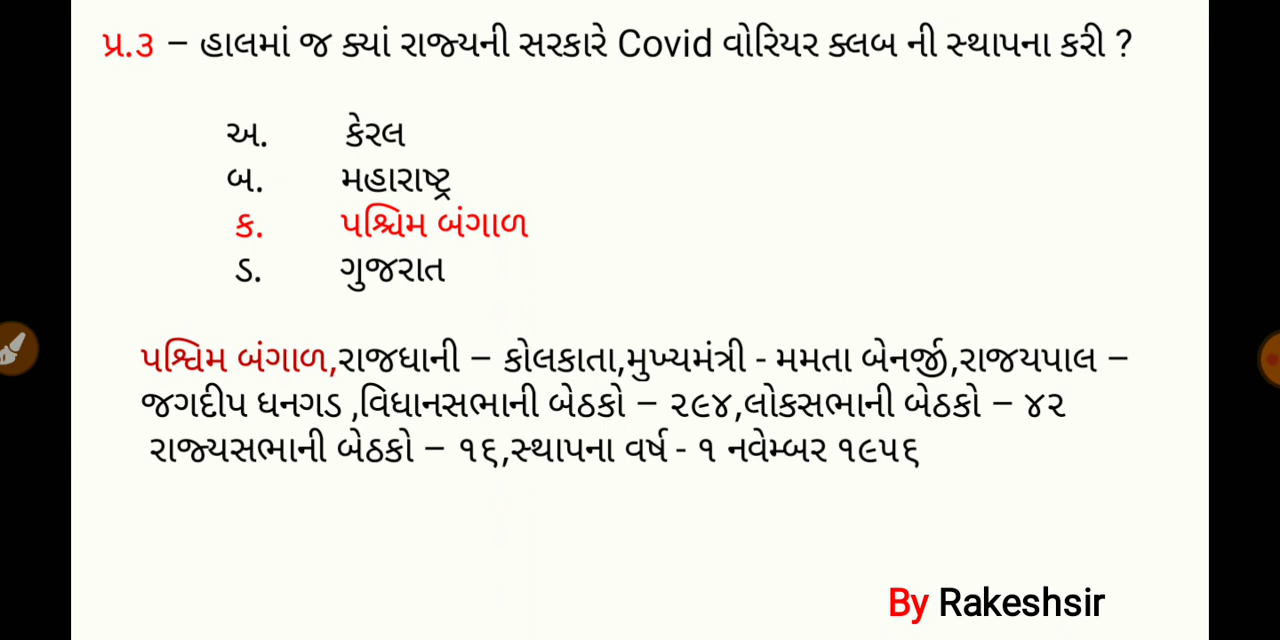 પ્ર.૩ – હાલમાં જ ક્યાં રાજ્યની સરકારે Covid વોરિયર ક્લબ ની સ્થાપના કરી ?
અ. કેરલ
બ. મહારાષ્ટ્ર
ક. પશ્ચિમ બંગાળ
ડ. ગુજરાત
પશ્ચિમ બંગાળ,રાજધાની – કોલકાતા,મુખ્યમંત્રી - મમતા બેનર્જી,રાજયપાલ –
જગદીપ ધનગડ ,વિધાનસભાની બેઠકો – ૨૯૪,લોકસભાની બેઠકો – ૪૨
રાજ્યસભાની બેઠકો – ૧૬,સ્થાપના વર્ષ - ૧ નવેમ્બર ૧૯૫૬
By Rakeshsir